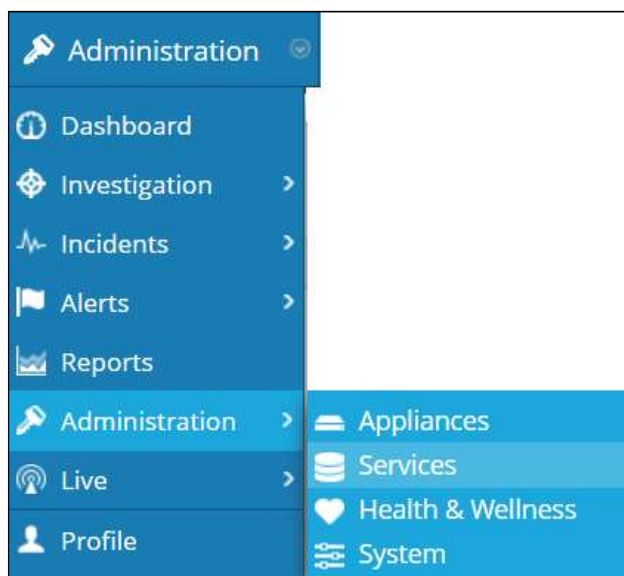 Administration
Dashboard
Investigation
Incidents
Alerts
Reports
Administration
Appliances
Services
Live
Health & Wellness
Profile
System